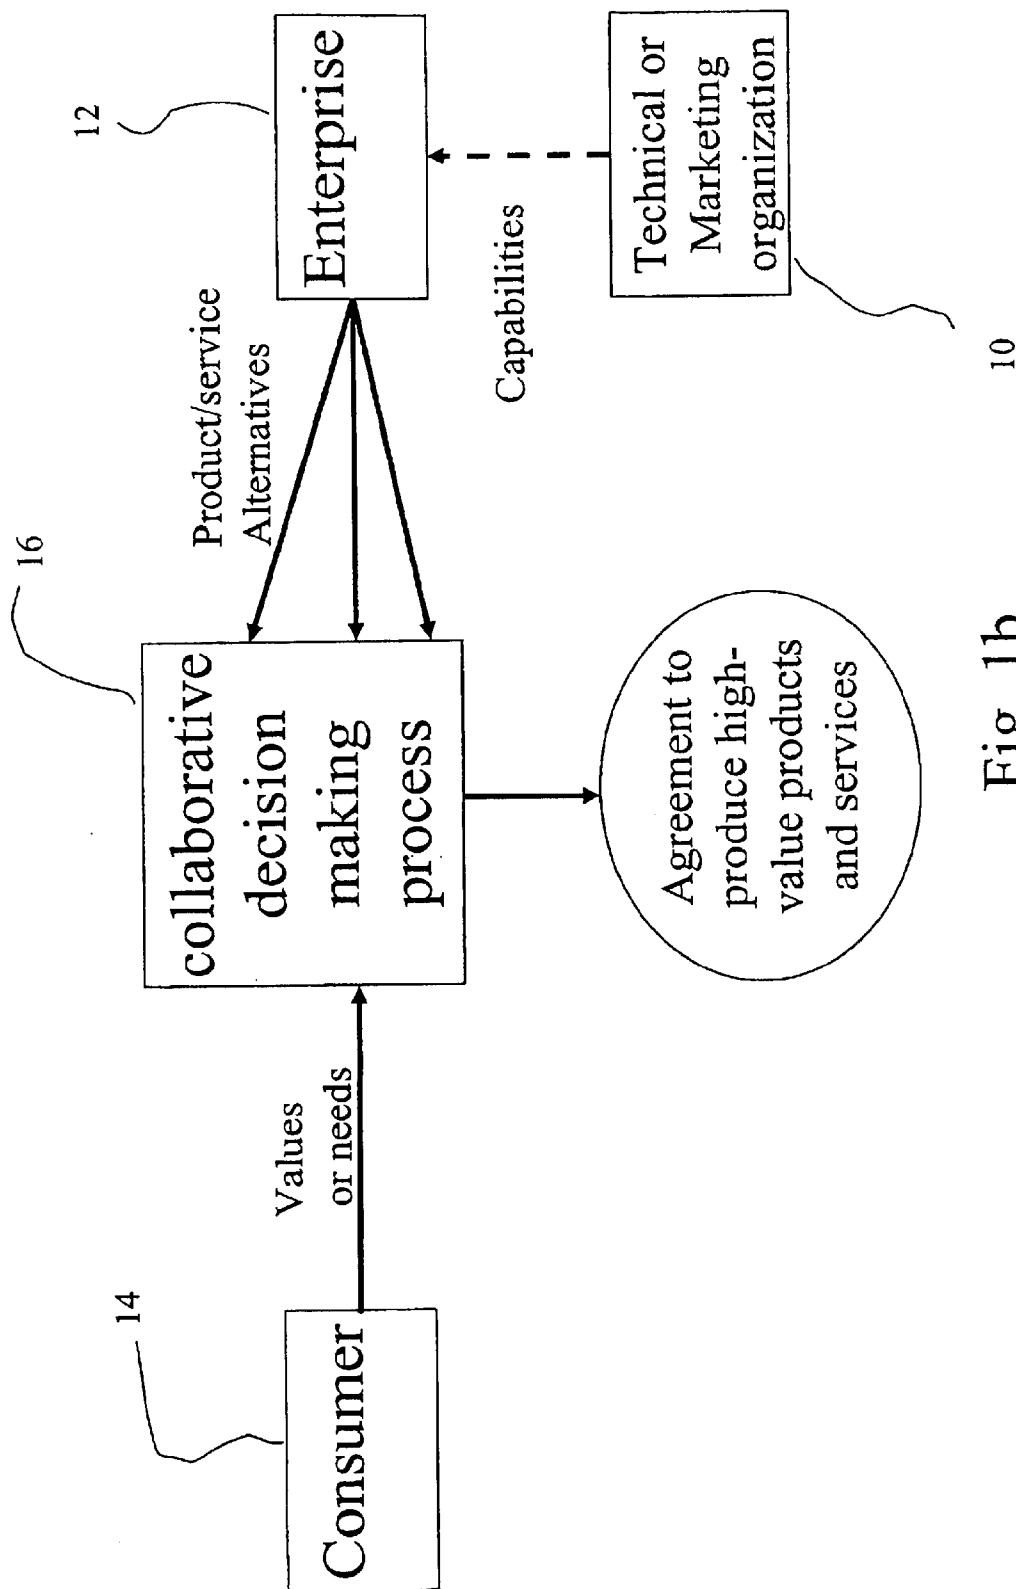 14
Consumer
Values
or needs
16
collaborative
decision
making
process
Product/service
Alternatives
12
Enterprise
Capabilities
Technical or
Marketing
organization
10
Agreement to
produce high-
value products
and services
Fig. 1b